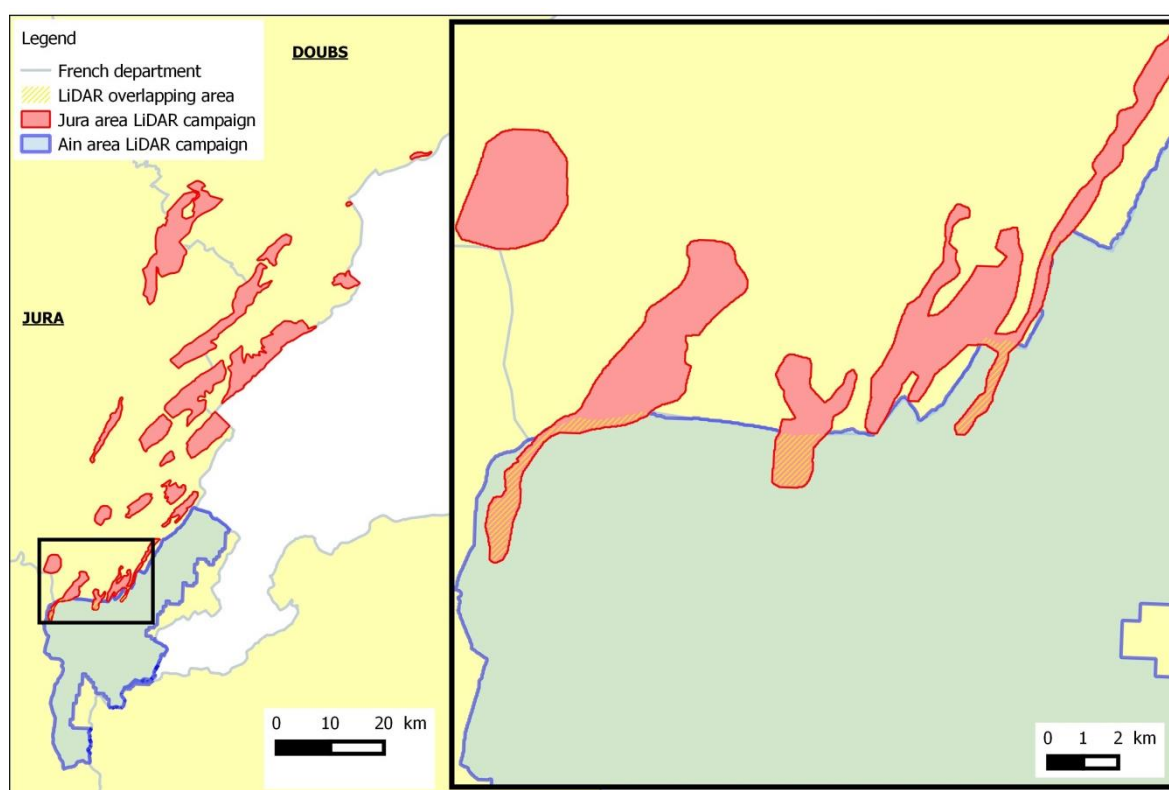 Legend
French department
LiDAR overlapping area
Jura area LiDAR campaign
Ain area LiDAR campaign
DOUBS
JURA
0 10 20 km
0 1 2 km